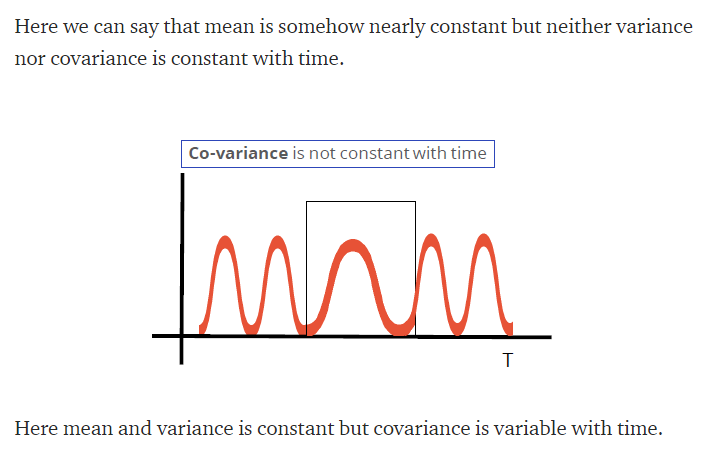 Here we can say that mean is somehow nearly constant but neither variance
nor covariance is constant with time.
Co-variance is not constant with time
T
Here mean and variance is constant but covariance is variable with time.